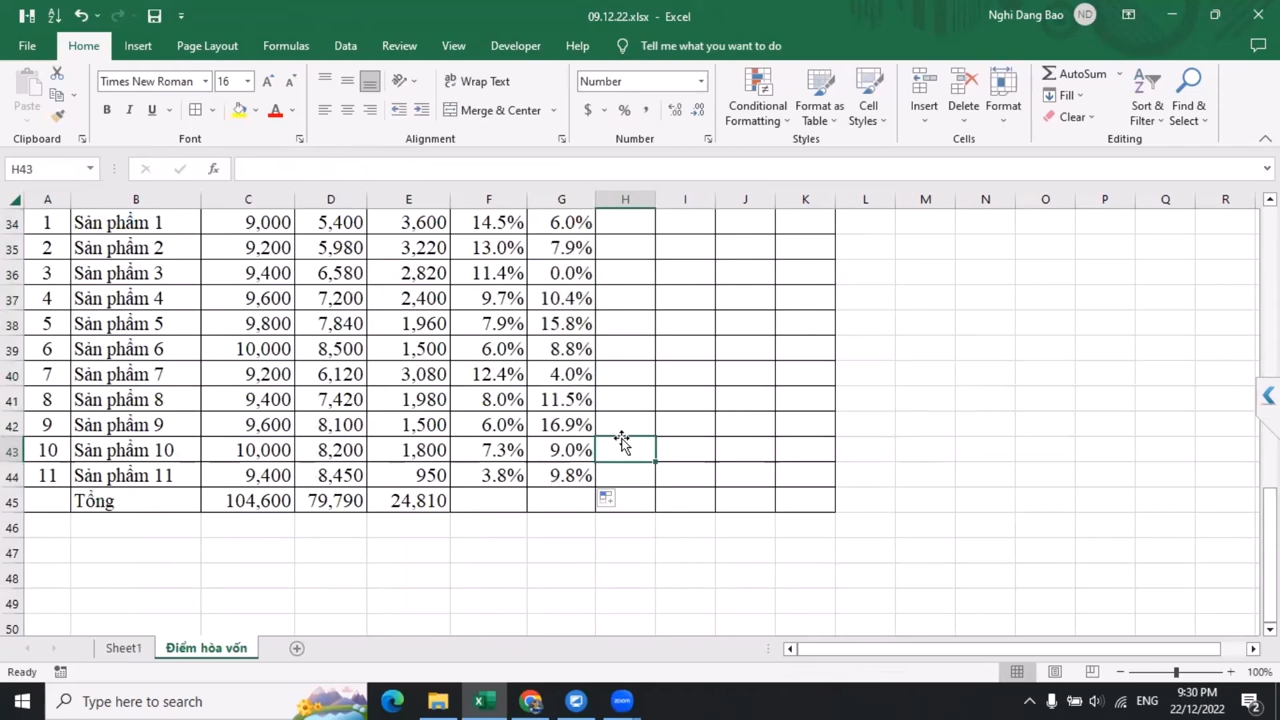 09.12.22.xlsx - Excel
Nghi Dang Bao ND
File Home Insert Page Layout Formulas Data Review View Developer Help Tell me what you want to do
Times New Roman 16 Wrap Text Number AutoSum
Paste B I U A Merge & Center $ % , Conditional Formatting Format as Table Cell Styles Insert Delete Format Fill Clear Sort & Filter Find & Select
Clipboard Font Alignment Number Styles Cells Editing
H43 fx
A B C D E F G H I J K L M N O P Q R
34 1 Sản phẩm 1 9,000 5,400 3,600 14.5% 6.0%
35 2 Sản phẩm 2 9,200 5,980 3,220 13.0% 7.9%
36 3 Sản phẩm 3 9,400 6,580 2,820 11.4% 0.0%
37 4 Sản phẩm 4 9,600 7,200 2,400 9.7% 10.4%
38 5 Sản phẩm 5 9,800 7,840 1,960 7.9% 15.8%
39 6 Sản phẩm 6 10,000 8,500 1,500 6.0% 8.8%
40 7 Sản phẩm 7 9,200 6,120 3,080 12.4% 4.0%
41 8 Sản phẩm 8 9,400 7,420 1,980 8.0% 11.5%
42 9 Sản phẩm 9 9,600 8,100 1,500 6.0% 16.9%
43 10 Sản phẩm 10 10,000 8,200 1,800 7.3% 9.0%
44 11 Sản phẩm 11 9,400 8,450 950 3.8% 9.8%
45 Tổng 104,600 79,790 24,810
46
47
48
49
50
Sheet1 Điểm hòa vốn
Ready 100%
Type here to search zoom ENG 9:30 PM
22/12/2022 2